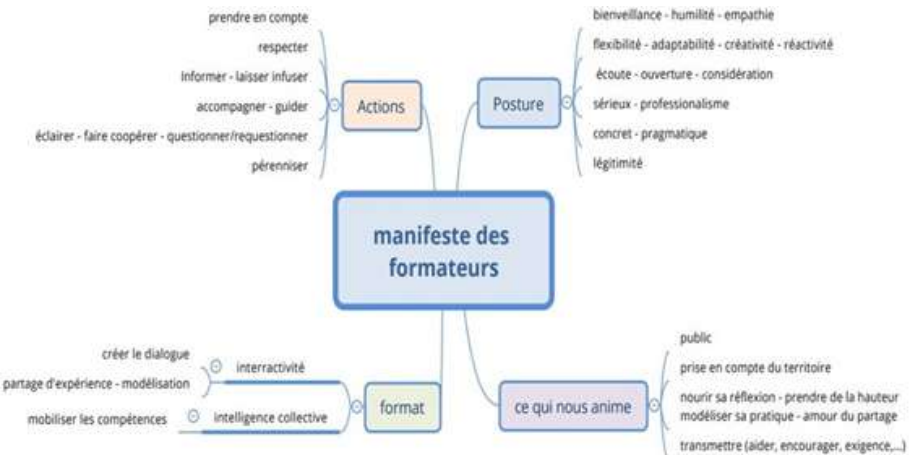 prendre en compte
respecter
Informer - laisser infuser
accompagner - guider
éclairer - faire coopérer - questionner/requestionner
pérenniser
Actions
Posture
bienveillance - humilité - empathie
flexibilité - adaptabilité - créativité - réactivité
écoute - ouverture - considération
sérieux - professionalisme
concret - pragmatique
légitimité
manifeste des
formateurs
créer le dialogue
partage d'expérience - modélisation
interractivité
mobiliser les compétences
intelligence collective
format
ce qui nous anime
public
prise en compte du territoire
nourir sa réflexion - prendre de la hauteur
modéliser sa pratique - amour du partage
transmettre (aider, encourager, exigence,...)